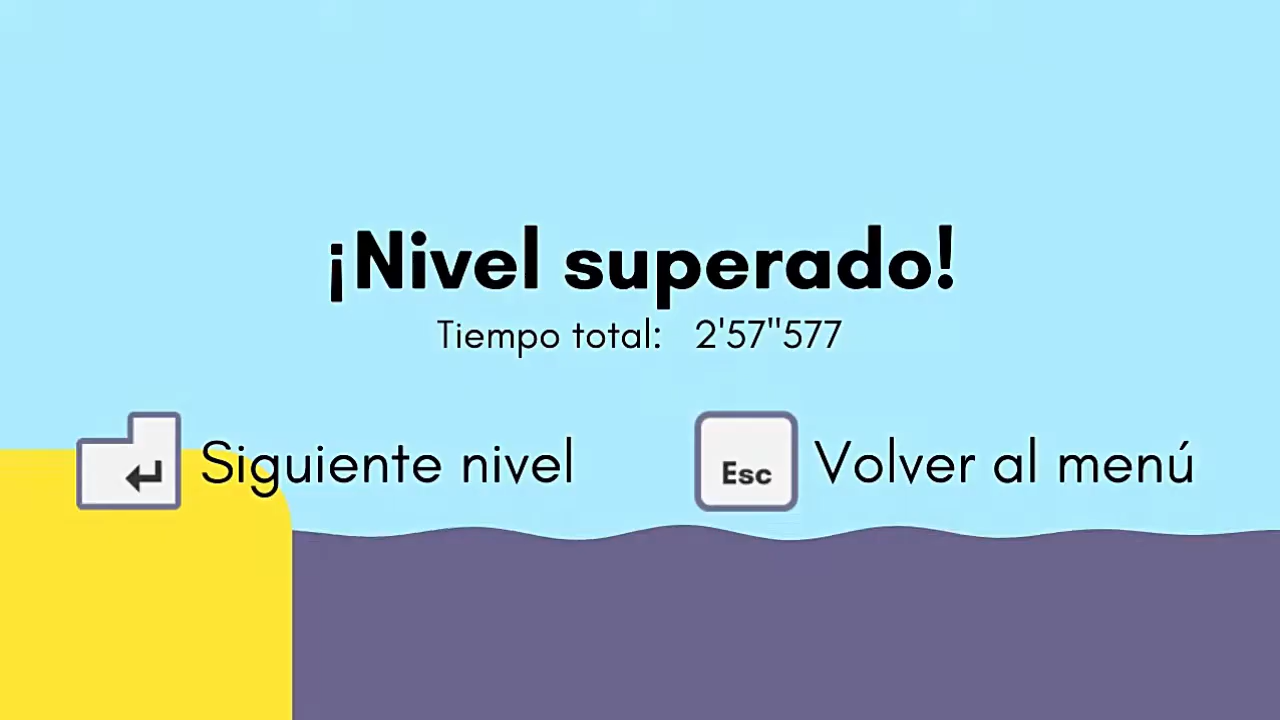 ¡Nivel superado!
Tiempo total: 2'57"577
Siguiente nivel
Esc Volver al menú